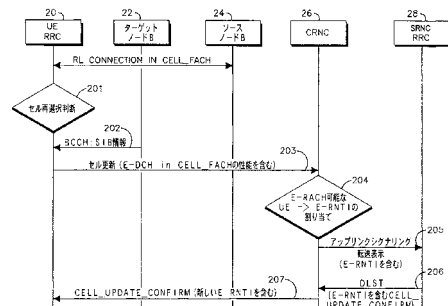 20
22
24
26
28
UE
RRC
ターゲット
ノードB
ソース
ノードB
CRNC
SRNC
RRC
RL CONNECTION IN CELL_FACH
セル再選択判断
201
202
BCCH:SIB情報
セル更新(E-DCH in CELL_FACHの性能を含む)
203
204
E-RACH可能な
UE -> E-RNTIの
割り当て
205
アップリンクシグナリング
転送表示
(E-RNTIを含む)
206
DLST
207
(E-RNTIを含むCELL_
UPDATE_CONFIRM)
CELL_UPDATE_CONFIRM(新しいE_RNTIを含む)